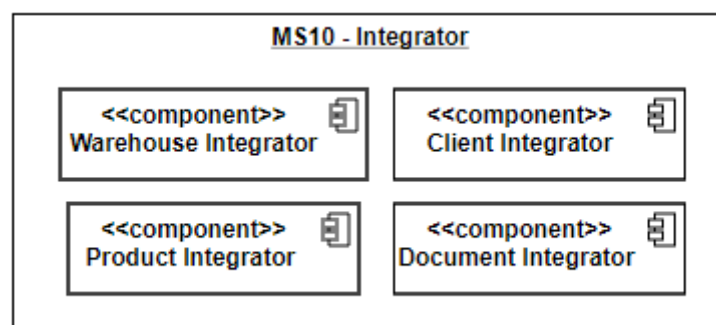 MS10 - Integrator
<<component>>
Warehouse Integrator
<<component>>
Client Integrator
<<component>>
Product Integrator
<<component>>
Document Integrator